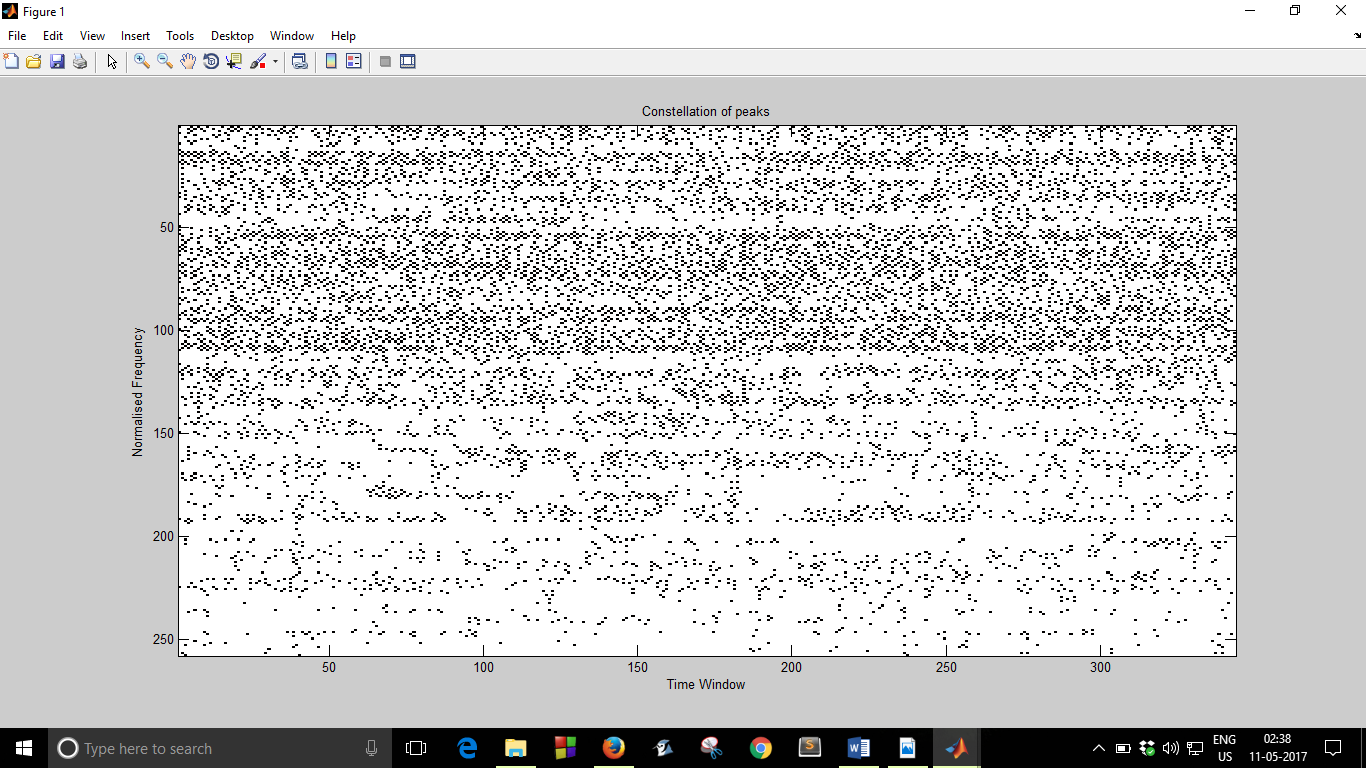 Figure 1
File Edit View Insert Tools Desktop Window Help
Constellation of peaks
Normalised Frequency
50
100
150
200
250
50 100 150 200 250 300
Time Window
Type here to search
ENG
US
02:38
11-05-2017